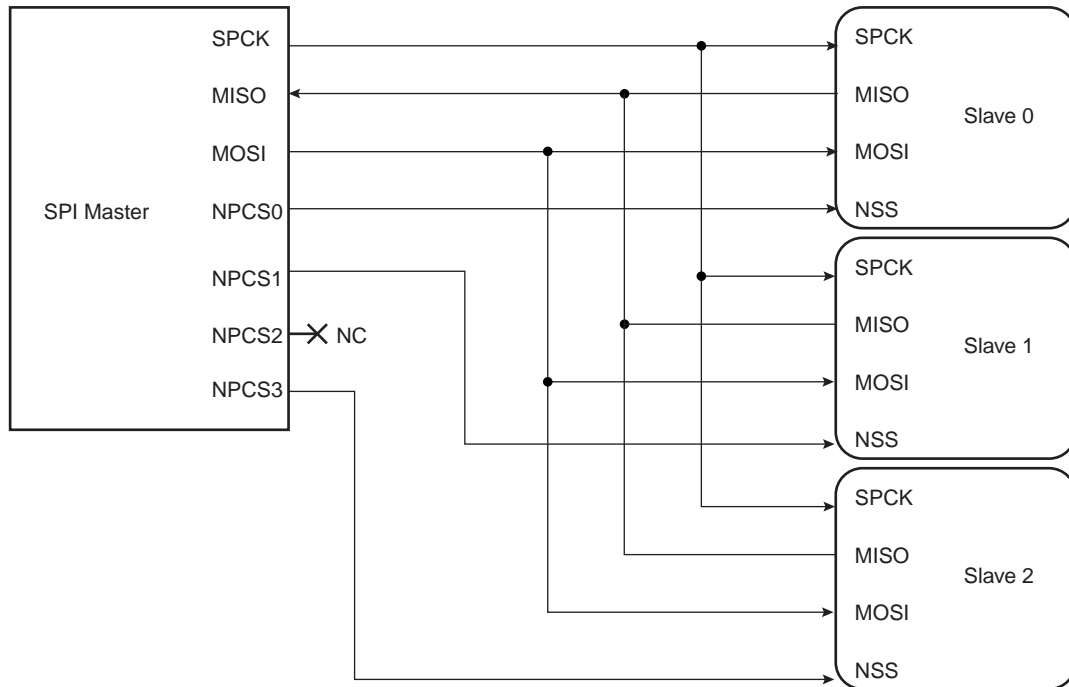 SPI Master
SPCK
MISO
MOSI
NPCS0
NPCS1
NPCS2
NC
NPCS3
SPCK
MISO
Slave 0
MOSI
NSS
SPCK
MISO
Slave 1
MOSI
NSS
SPCK
MISO
Slave 2
MOSI
NSS